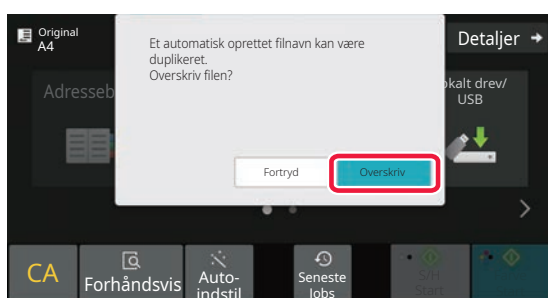 Original
A4
Detaljer
Et automatisk oprettet filnavn kan være
duplikeret.
Overskriv filen?
Adresseb
okalt drev/
USB
Fortryd
Overskriv
CA
Forhåndsvis
Auto-
indstil
Seneste
Jobs
S/H
Start